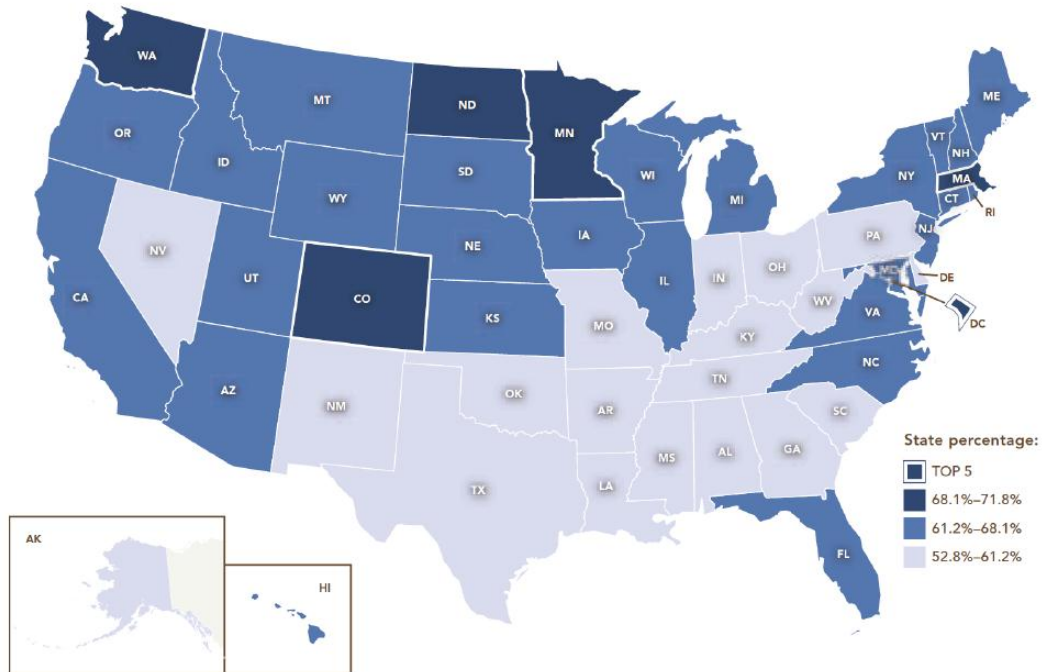 WA
MT
ND
MN
ME
OR
ID
SD
WI
VT
NH
NY
MA
WY
MI
CT
RI
IA
NE
PA
NJ
NV
UT
CO
IL
IN
OH
MD
DE
CA
KS
MO
WV
VA
DC
KY
AZ
NM
OK
AR
TN
NC
SC
MS
AL
GA
TX
LA
FL
State percentage:
TOP 5
68.1%–71.8%
61.2%–68.1%
52.8%–61.2%
AK
HI